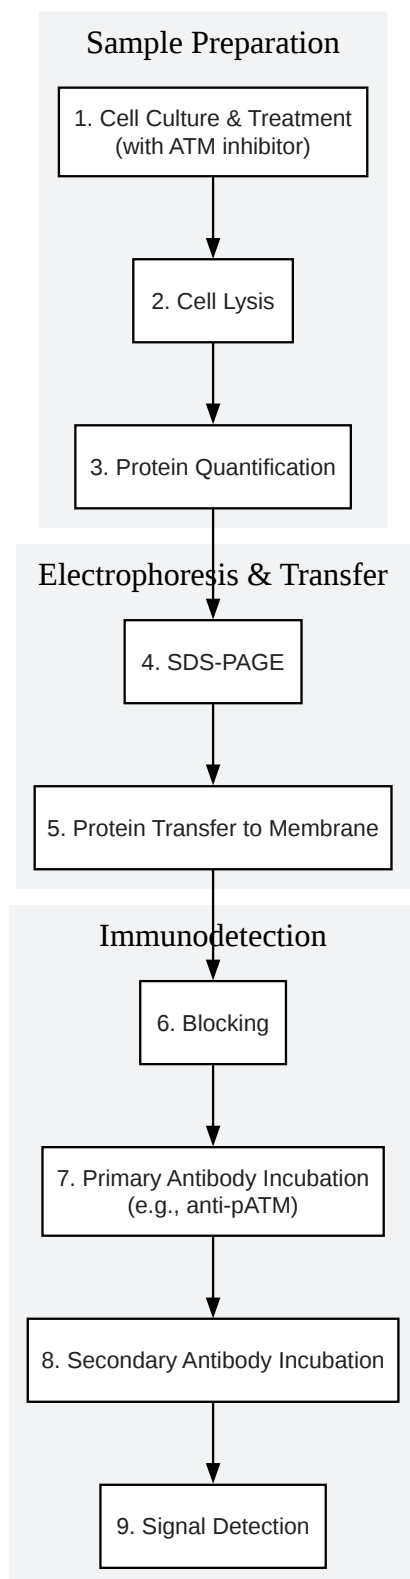 Sample Preparation
1. Cell Culture & Treatment
(with ATM inhibitor)
2. Cell Lysis
3. Protein Quantification
Electrophoresis & Transfer
4. SDS-PAGE
5. Protein Transfer to Membrane
Immunodetection
6. Blocking
7. Primary Antibody Incubation
(e.g., anti-pATM)
8. Secondary Antibody Incubation
9. Signal Detection